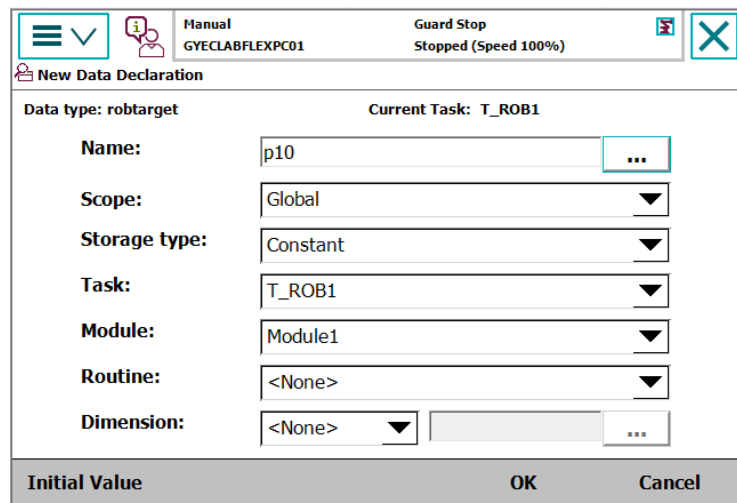 Manual Guard Stop
GYECLABFLEXPC01 Stopped (Speed 100%)
New Data Declaration
Data type: robtarget Current Task: T_ROB1
Name: p10 ...
Scope: Global
Storage type: Constant
Task: T_ROB1
Module: Module1
Routine: <None>
Dimension: <None> ...
Initial Value OK Cancel